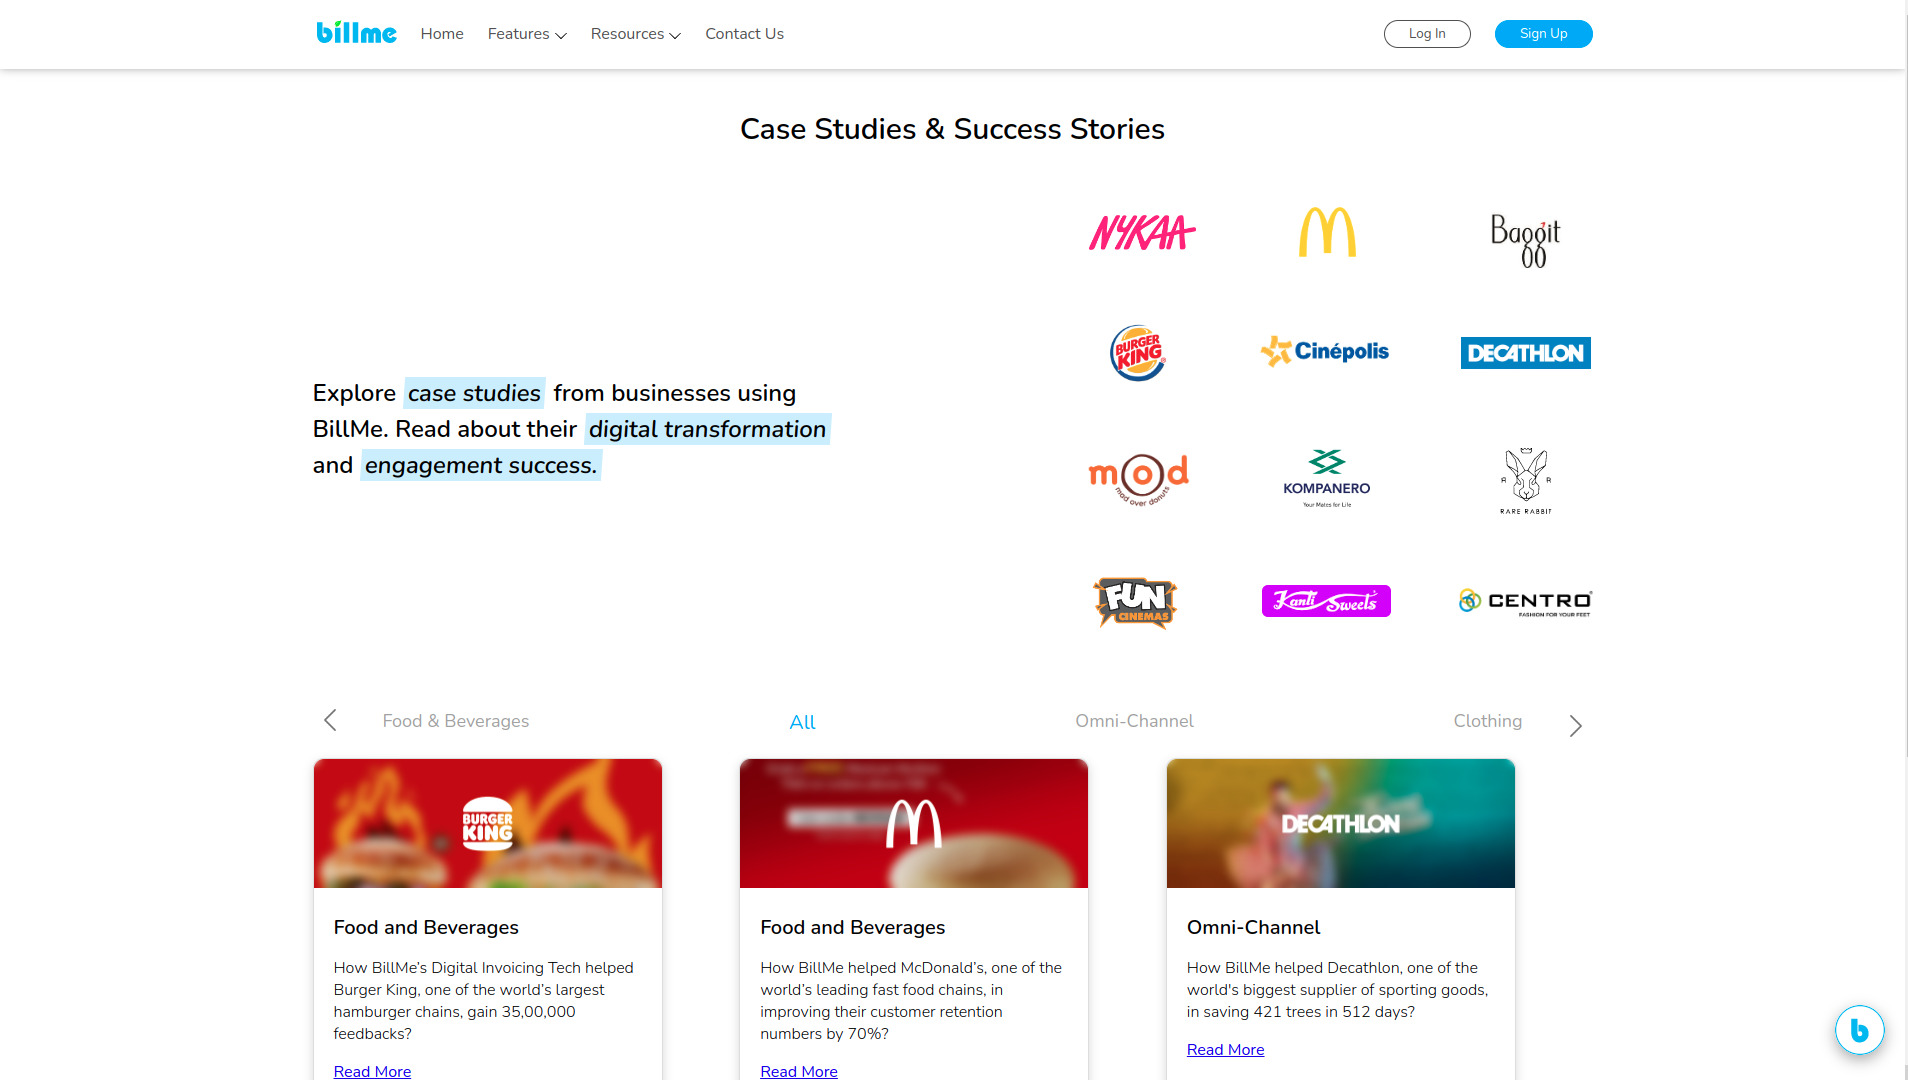 billme Home Features Resources Contact Us Log In Sign Up
Case Studies & Success Stories
NYKAA
Baggit
BURGER KING Cinépolis DECATHLON
Explore case studies from businesses using
BillMe. Read about their digital transformation
and engagement success.
mod
mad over donuts
KOMPANERO
Your Mates for Life
R R
RARE RABBIT
FUN
CINEMAS
Kanti Sweets
CENTRO
FASHION FOR YOUR FEET
Food & Beverages All Omni-Channel Clothing
BURGER
KING
DECATHLON
Food and Beverages
How BillMe’s Digital Invoicing Tech helped
Burger King, one of the world’s largest
hamburger chains, gain 35,00,000
feedbacks?
Read More
Food and Beverages
How BillMe helped McDonald’s, one of the
world’s leading fast food chains, in
improving their customer retention
numbers by 70%?
Read More
Omni-Channel
How BillMe helped Decathlon, one of the
world's biggest supplier of sporting goods,
in saving 421 trees in 512 days?
Read More
b